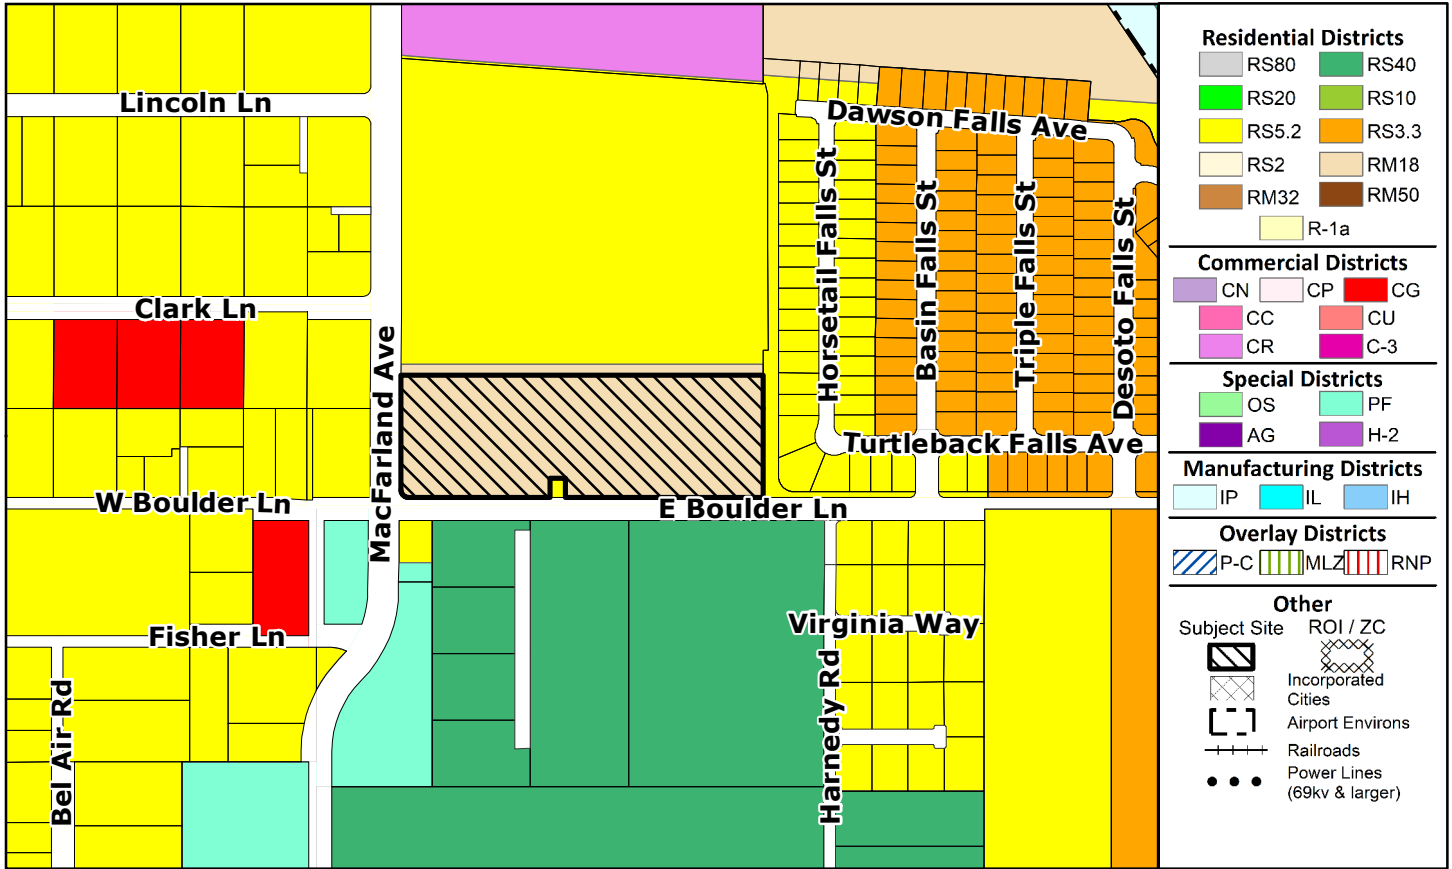 Lincoln Ln
Dawson Falls Ave
Horsetail Falls St
Basin Falls St
Triple Falls St
Desoto Falls St
Clark Ln
MacFarland Ave
Turtleback Falls Ave
W Boulder Ln
E Boulder Ln
Virginia Way
Fisher Ln
Bel Air Rd
Harnedy Rd
Residential Districts
RS80 RS40
RS20 RS10
RS5.2 RS3.3
RS2 RM18
RM32 RM50
R-1a
Commercial Districts
CN CP CG
CC CU
CR C-3
Special Districts
OS PF
AG H-2
Manufacturing Districts
IP IL IH
Overlay Districts
P-C MLZ RNP
Other
Subject Site ROI / ZC
Incorporated
Cities
Airport Environs
Railroads
Power Lines
(69kv & larger)